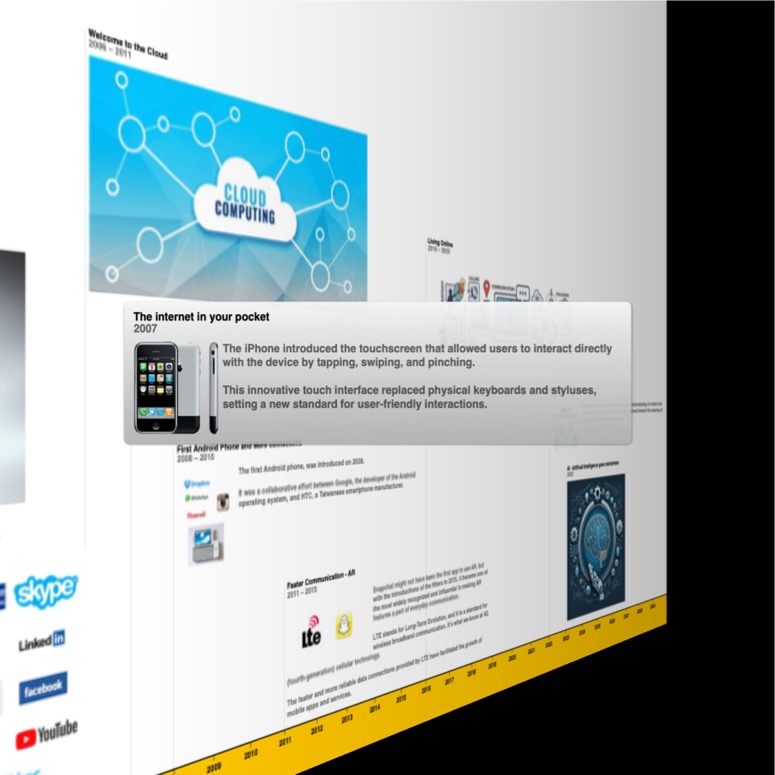 Welcome to the Cloud
2006 – 2011
CLOUD
COMPUTING
Living Online
2016 – 2020
The internet in your pocket
2007
The iPhone introduced the touchscreen that allowed users to interact directly
with the device by tapping, swiping, and pinching.
This innovative touch interface replaced physical keyboards and styluses,
setting a new standard for user-friendly interactions.
First Android Phone and More
2008 – 2010
The first Android phone, was introduced on 2008.
It was a collaborative effort between Google, the developer of the Android
operating system, and HTC, a Taiwanese smartphone manufacturer.
Dropbox
WhatsApp
Pinterest
AI - Artificial Intelligence goes mainstream
Faster Communication - AR
2011 – 2015
Snapchat might not have been the first app to use AR, but
with the introductions of the filters in 2015, it became one of
the most widely recognized and influential in making AR
features a part of everyday communication.
lte
LTE stands for Long-Term Evolution, and it is a standard for
wireless broadband communication. It's what we know as 4G
(fourth-generation) cellular technology.
The faster and more reliable data connections provided by LTE have facilitated the growth of
mobile apps and services.
skype
Linked in
facebook
YouTube
2009
2010
2011
2012
2013
2014
2015
2016
2017
2018
2019
2020
2021
2022